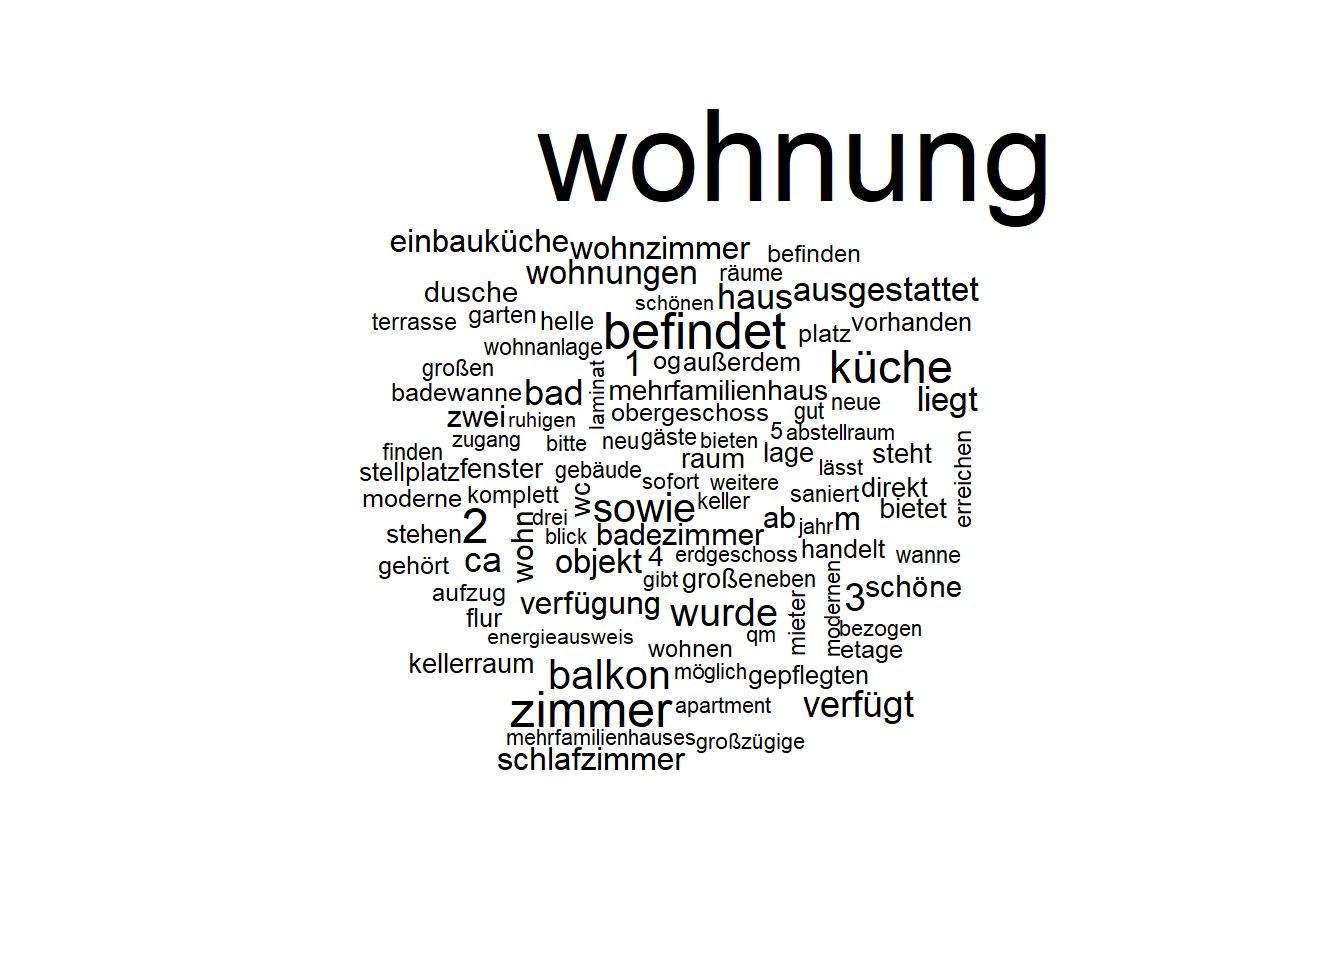 wohnung
einbauküche wohnzimmer befinden
wohnungen räume
dusche schönen haus ausgestattet
terrasse garten helle befindet platz vorhanden
wohnanlage 1 og außerdem
großen laminat küche
badewanne bad mehrfamilienhaus neue liegt
zwei ruhigen obergeschoss gut
zugang bitte neu gäste bieten 5 abstellraum
finden raum lage steht
stellplatz fenster gebäude lässt erreichen
moderne komplett wc sofort weitere saniert direkt
drei sowie keller bietet
stehen 2 wohn blick badezimmer ab jahr m
gehört ca objekt 4 erdgeschoss handelt wanne
aufzug gibt große neben modernen 3 schöne
flur verfügung wurde mieter
energieausweis qm bezogen
wohnen etage
kellerraum balkon möglich gepflegten
zimmer apartment verfügt
mehrfamilienhauses großzügige
schlafzimmer